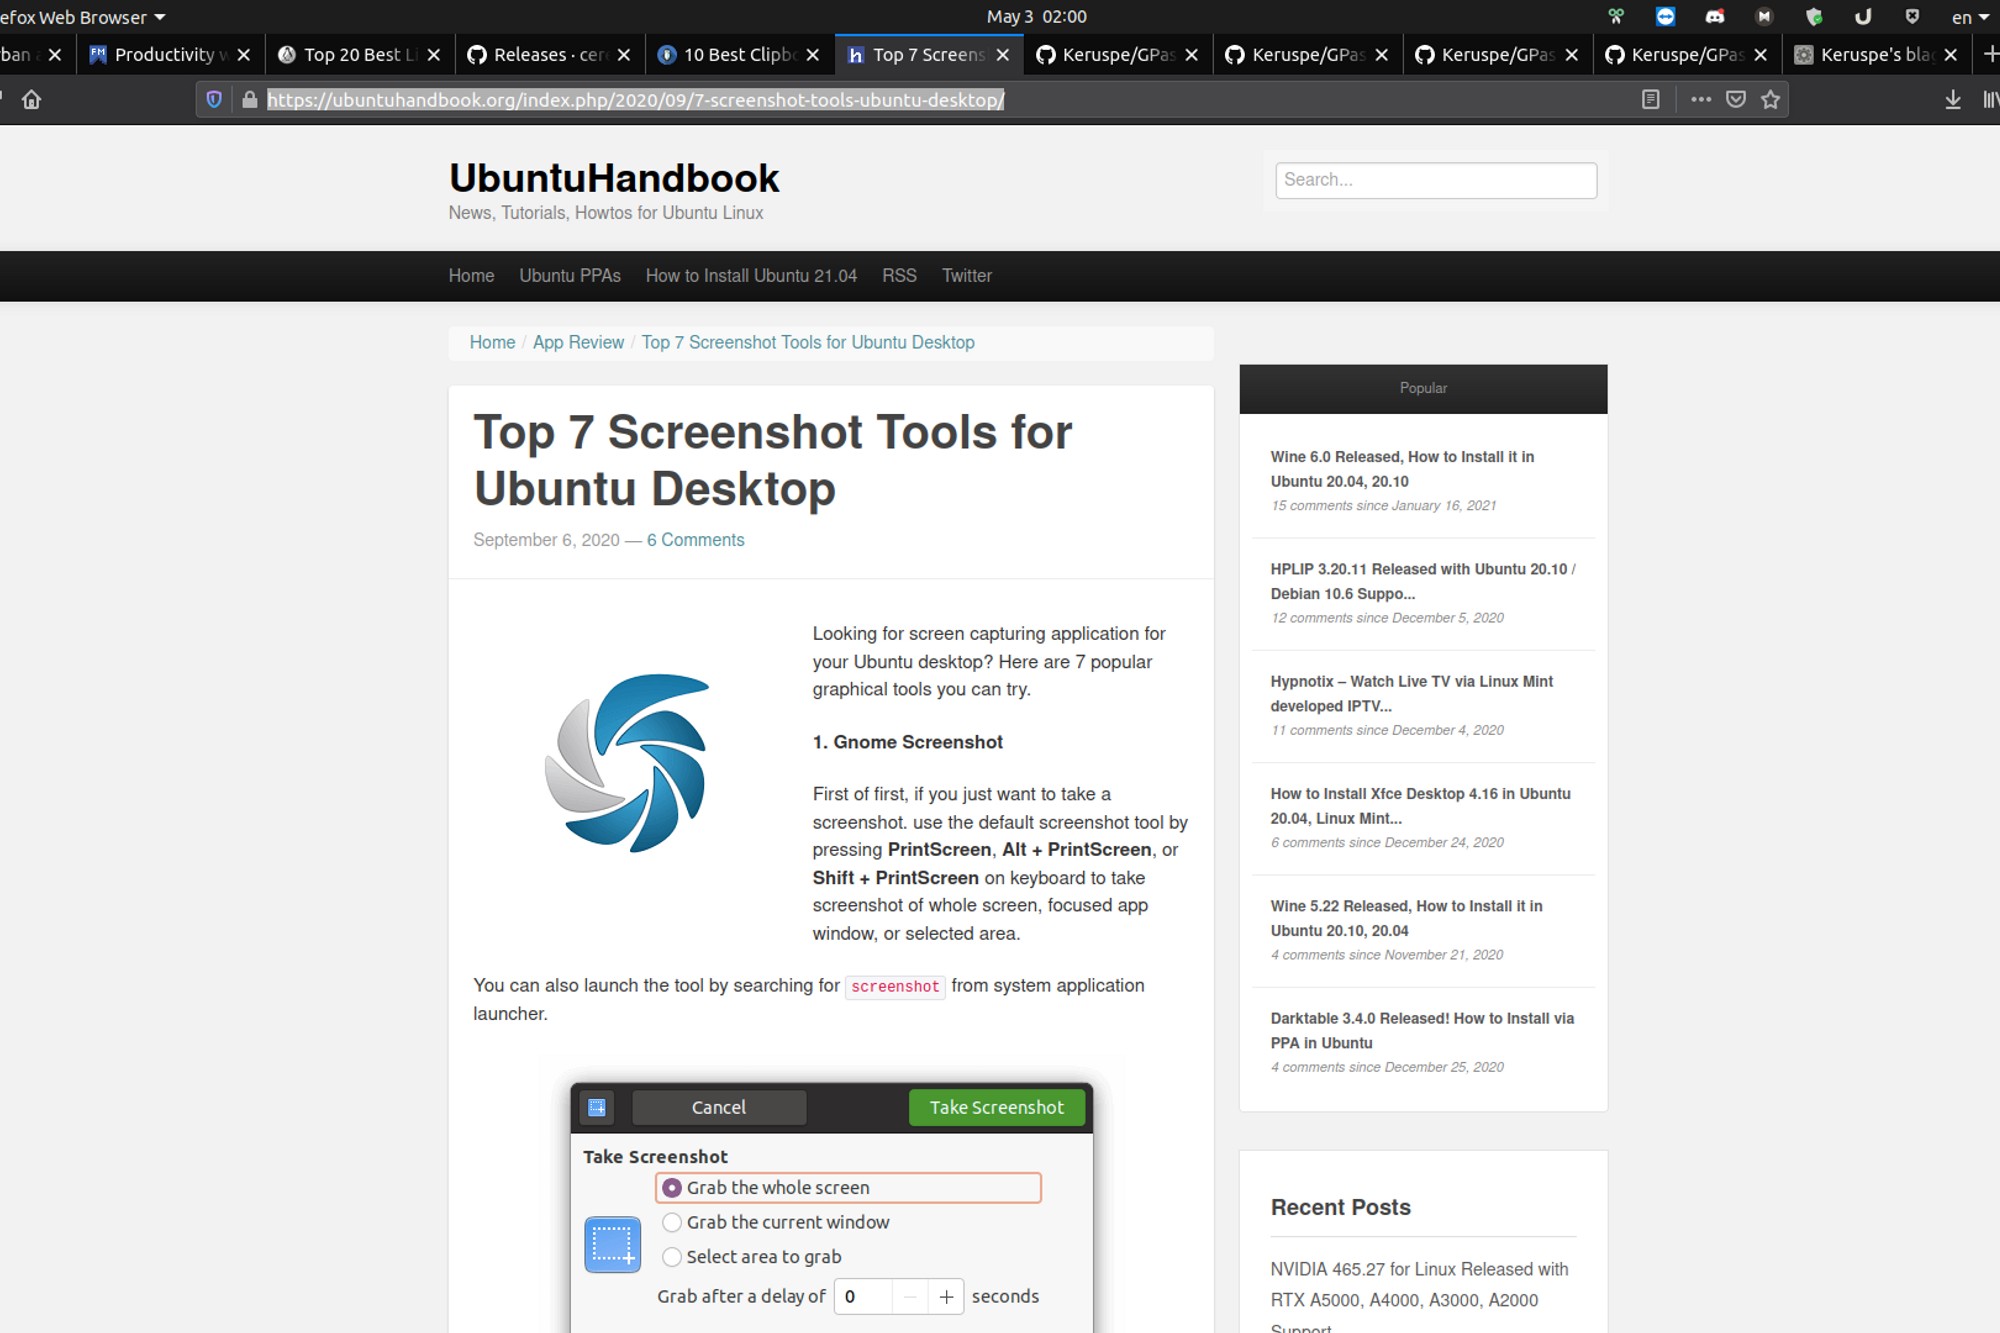 efox Web Browser
May 3  02:00
en
ban
Productivity w
Top 20 Best Li
Releases · cere
10 Best Clipbo
Top 7 Screens
Keruspe/GPas
Keruspe/GPas
Keruspe/GPas
Keruspe/GPas
Keruspe's bla
https://ubuntuhandbook.org/index.php/2020/09/7-screenshot-tools-ubuntu-desktop/
UbuntuHandbook
News, Tutorials, Howtos for Ubuntu Linux
Search...
Home
Ubuntu PPAs
How to Install Ubuntu 21.04
RSS
Twitter
Home / App Review / Top 7 Screenshot Tools for Ubuntu Desktop
Top 7 Screenshot Tools for
Ubuntu Desktop
September 6, 2020 — 6 Comments
Looking for screen capturing application for
your Ubuntu desktop? Here are 7 popular
graphical tools you can try.
1. Gnome Screenshot
First of first, if you just want to take a
screenshot. use the default screenshot tool by
pressing PrintScreen, Alt + PrintScreen, or
Shift + PrintScreen on keyboard to take
screenshot of whole screen, focused app
window, or selected area.
You can also launch the tool by searching for screenshot from system application
launcher.
Cancel
Take Screenshot
Take Screenshot
Grab the whole screen
Grab the current window
Select area to grab
Grab after a delay of 0 − + seconds
Popular
Wine 6.0 Released, How to Install it in
Ubuntu 20.04, 20.10
15 comments since January 16, 2021
HPLIP 3.20.11 Released with Ubuntu 20.10 /
Debian 10.6 Suppo...
12 comments since December 5, 2020
Hypnotix – Watch Live TV via Linux Mint
developed IPTV...
11 comments since December 4, 2020
How to Install Xfce Desktop 4.16 in Ubuntu
20.04, Linux Mint...
6 comments since December 24, 2020
Wine 5.22 Released, How to Install it in
Ubuntu 20.10, 20.04
4 comments since November 21, 2020
Darktable 3.4.0 Released! How to Install via
PPA in Ubuntu
4 comments since December 25, 2020
Recent Posts
NVIDIA 465.27 for Linux Released with
RTX A5000, A4000, A3000, A2000
Support